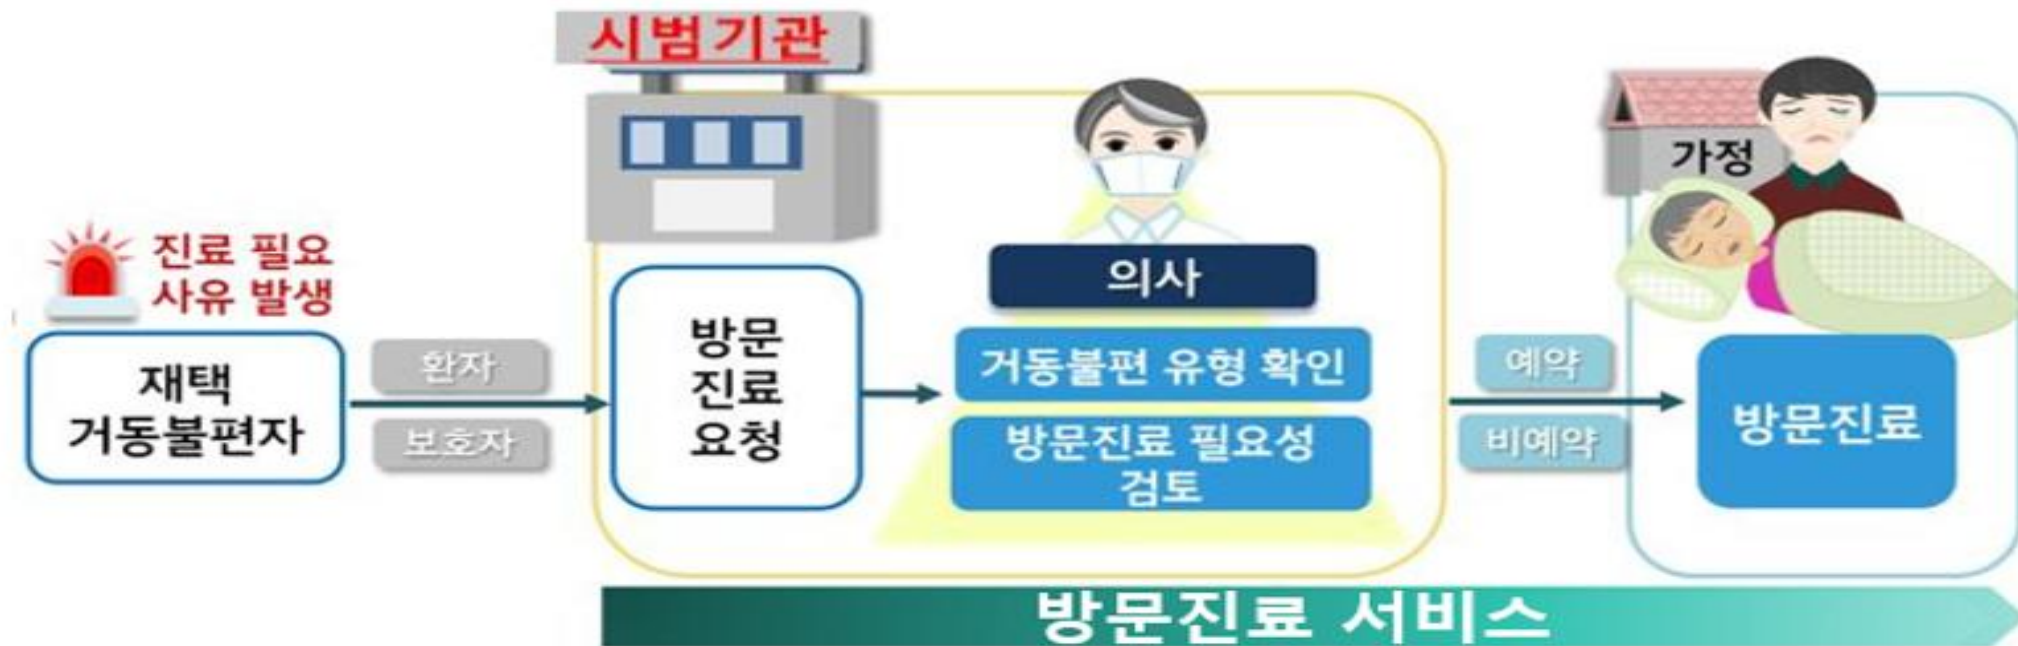 시범기관
진료 필요
사유 발생
재택
거동불편자
환자
보호자
방문
진료
요청
의사
거동불편 유형 확인
방문진료 필요성
검토
예약
비예약
가정
방문진료
방문진료 서비스